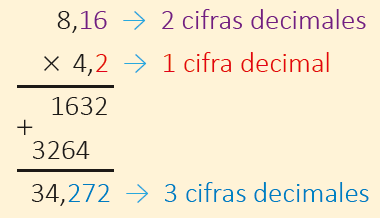 8,16 → 2 cifras decimales
× 4,2 → 1 cifra decimal
1632
+
3264
34,272 → 3 cifras decimales